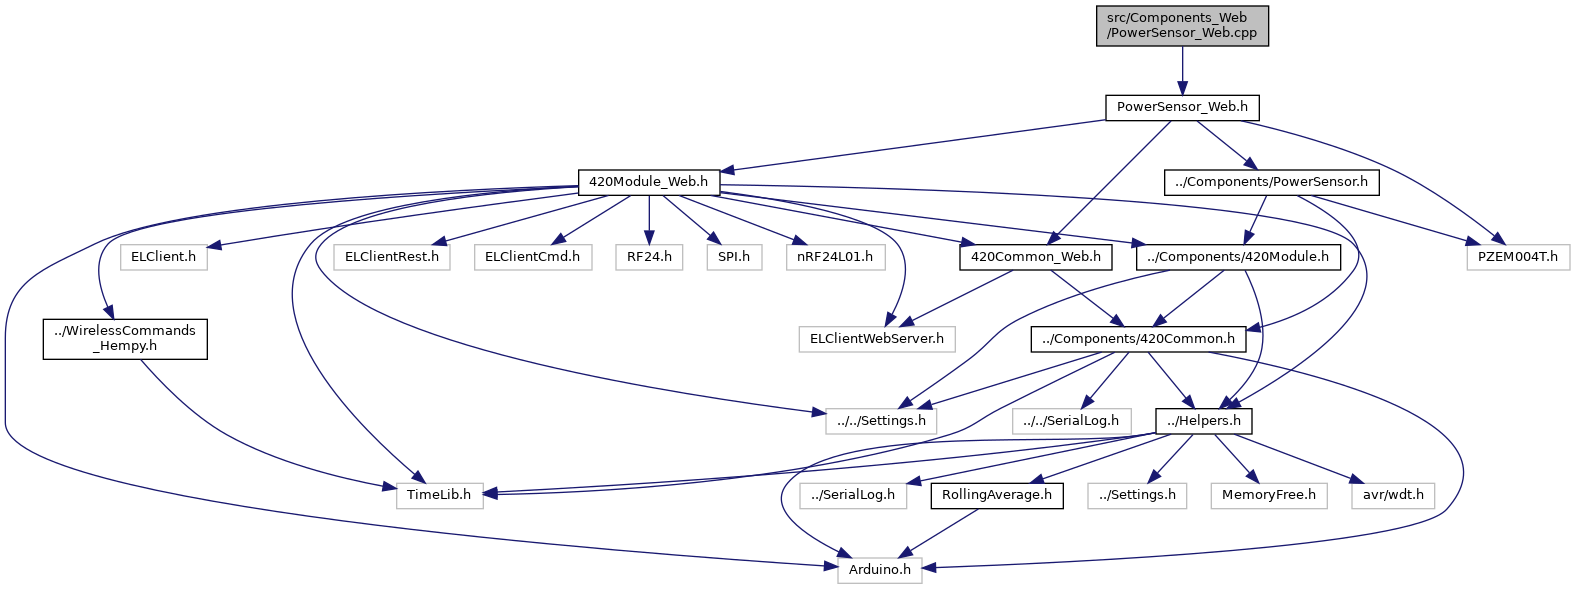 src/Components_Web
/PowerSensor_Web.cpp
PowerSensor_Web.h
420Module_Web.h
../Components/PowerSensor.h
ELClient.h
ELClientRest.h
ELClientCmd.h
RF24.h
SPI.h
nRF24L01.h
420Common_Web.h
../Components/420Module.h
PZEM004T.h
../WirelessCommands
_Hempy.h
ELClientWebServer.h
../Components/420Common.h
../../Settings.h
../../SerialLog.h
../Helpers.h
TimeLib.h
../SerialLog.h
RollingAverage.h
../Settings.h
MemoryFree.h
avr/wdt.h
Arduino.h